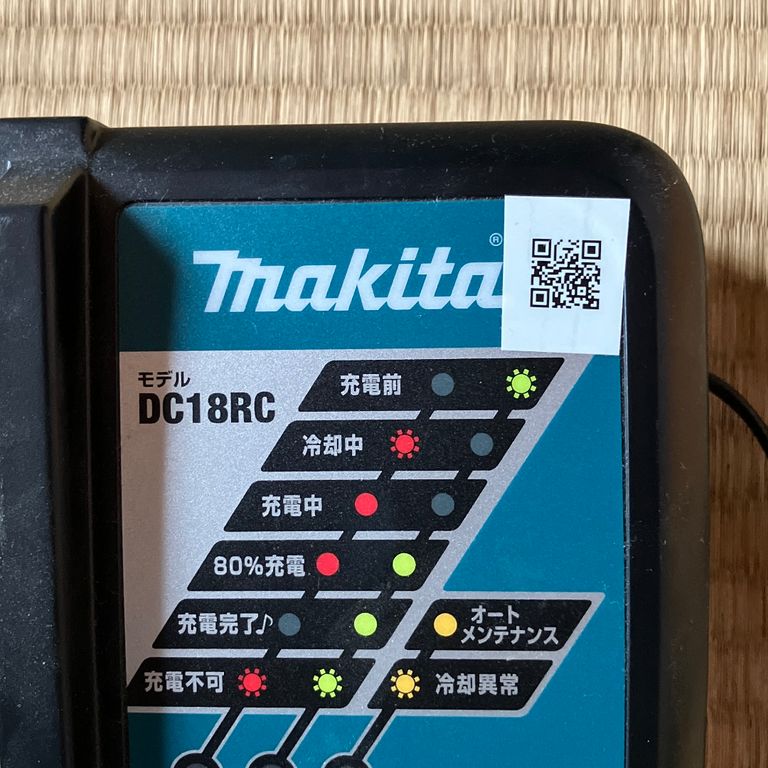 makita®
モデル
DC18RC
充電前
冷却中
充電中
80%充電
充電完了♪
オート
メンテナンス
充電不可
冷却異常